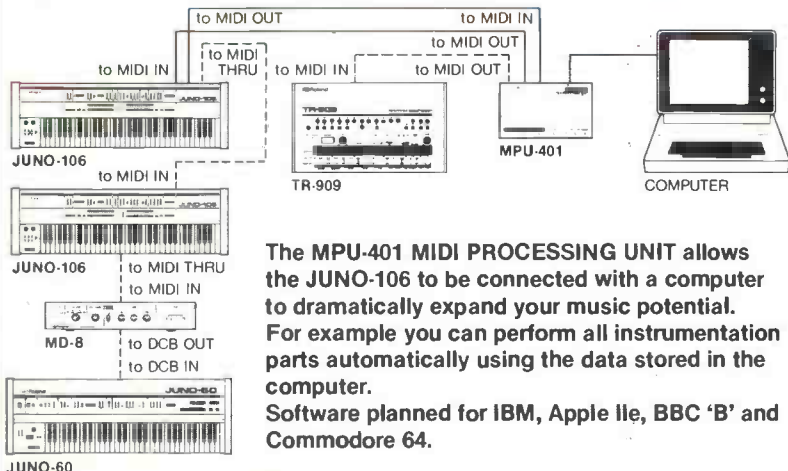 to MIDI OUT
to MIDI IN
to MIDI OUT
to MIDI
THRU
to MIDI IN
to MIDI IN
to MIDI OUT
JUNO-106
JUNO-106
TR-909
TR-909
MPU-401
COMPUTER
to MIDI IN
JUNO-106
JUNO-106
to MIDI THRU
to MIDI IN
MD-8
to DCB OUT
to DCB IN
Roland
JUNO-60
JUNO-60
The MPU-401 MIDI PROCESSING UNIT allows
the JUNO-106 to be connected with a computer
to dramatically expand your music potential.
For example you can perform all instrumentation
parts automatically using the data stored in the
computer.
Software planned for IBM, Apple IIe, BBC ‘B’ and
Commodore 64.